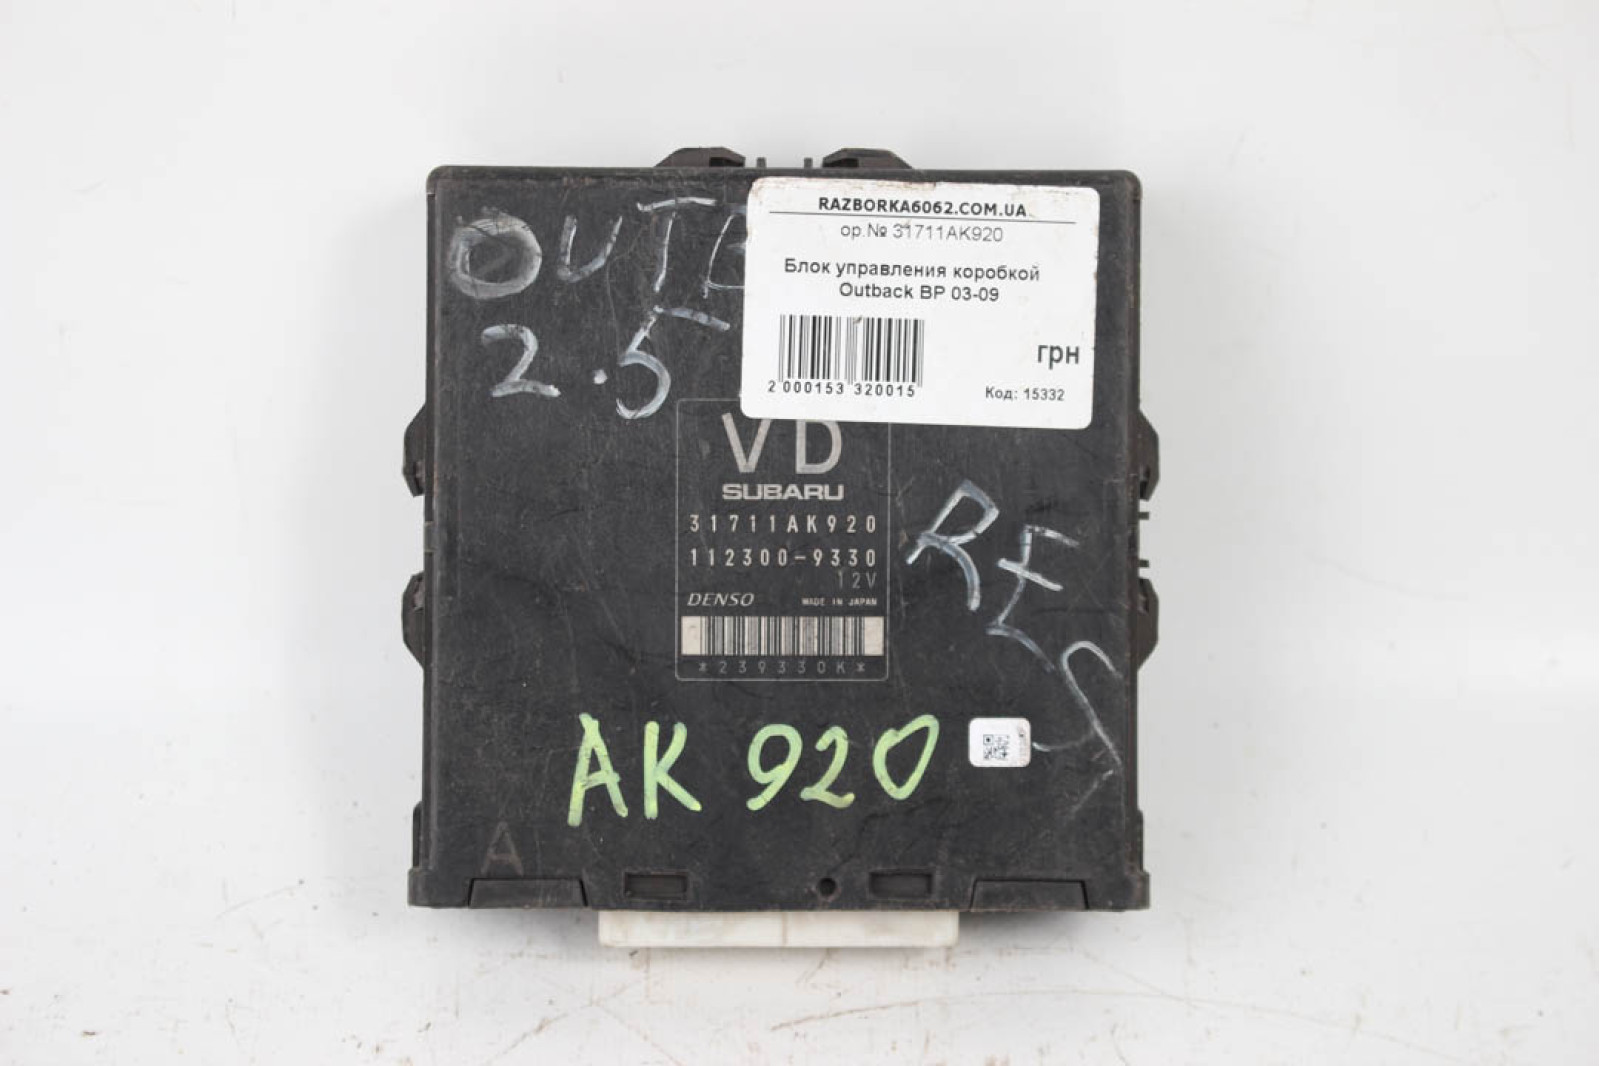 RAZBORKA6062.COM.UA
ор.№ 31711AK920
Блок управления коробкой
Outback BP 03-09
грн
2 000153 320015
Код: 15332
OUTB
2.5
VD
SUBARU
31711AK920
112300-9330
12V
DENSO MADE IN JAPAN
*239330K*
RES
AK 920
A